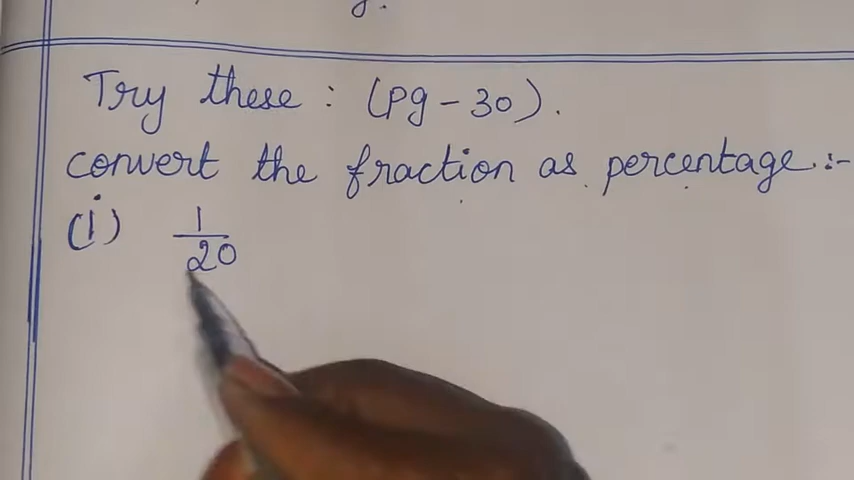 Try these : (pg - 30).
convert the fraction as percentage :-
(i) 1/20